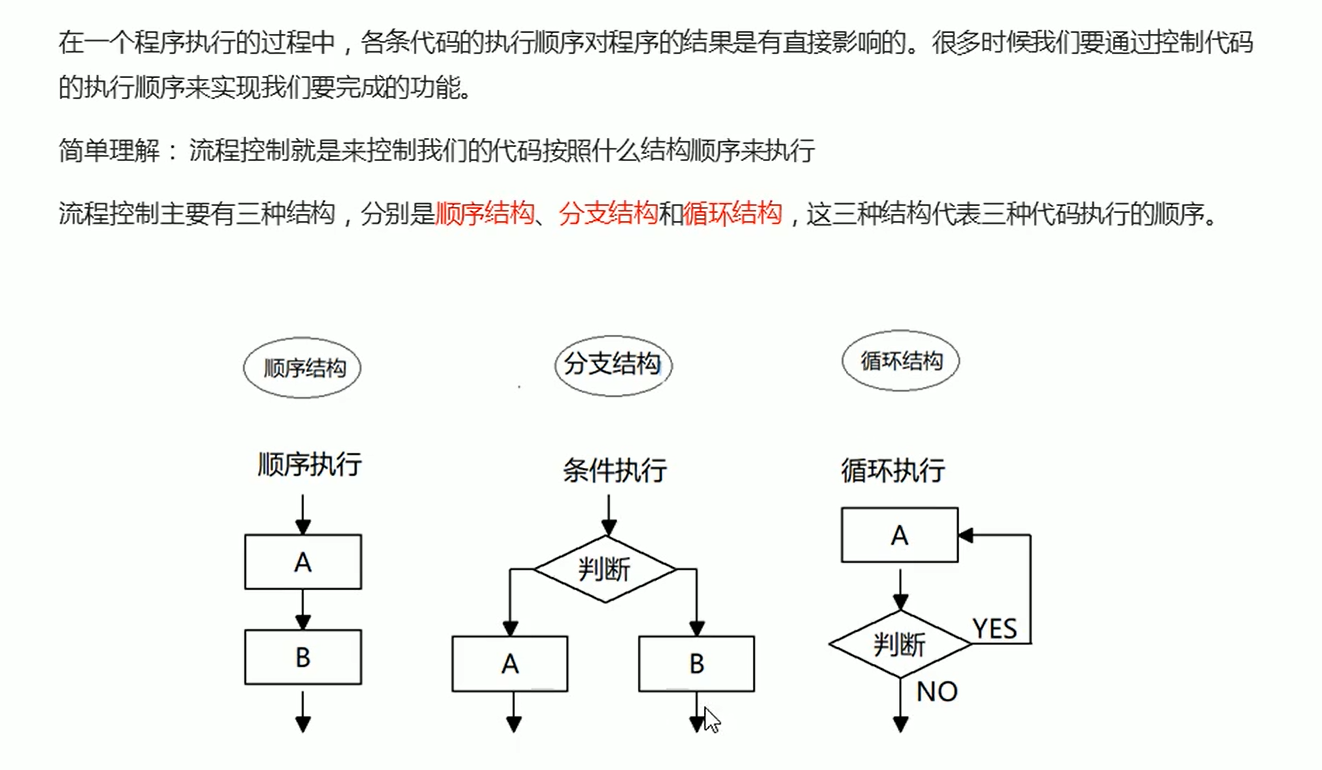 在一个程序执行的过程中，各条代码的执行顺序对程序的结果是有直接影响的。很多时候我们要通过控制代码
的执行顺序来实现我们要完成的功能。
简单理解： 流程控制就是来控制我们的代码按照什么结构顺序来执行
流程控制主要有三种结构，分别是顺序结构、分支结构和循环结构，这三种结构代表三种代码执行的顺序。
顺序结构
分支结构
循环结构
顺序执行
条件执行
循环执行
A
B
判断
A
B
A
判断
YES
NO